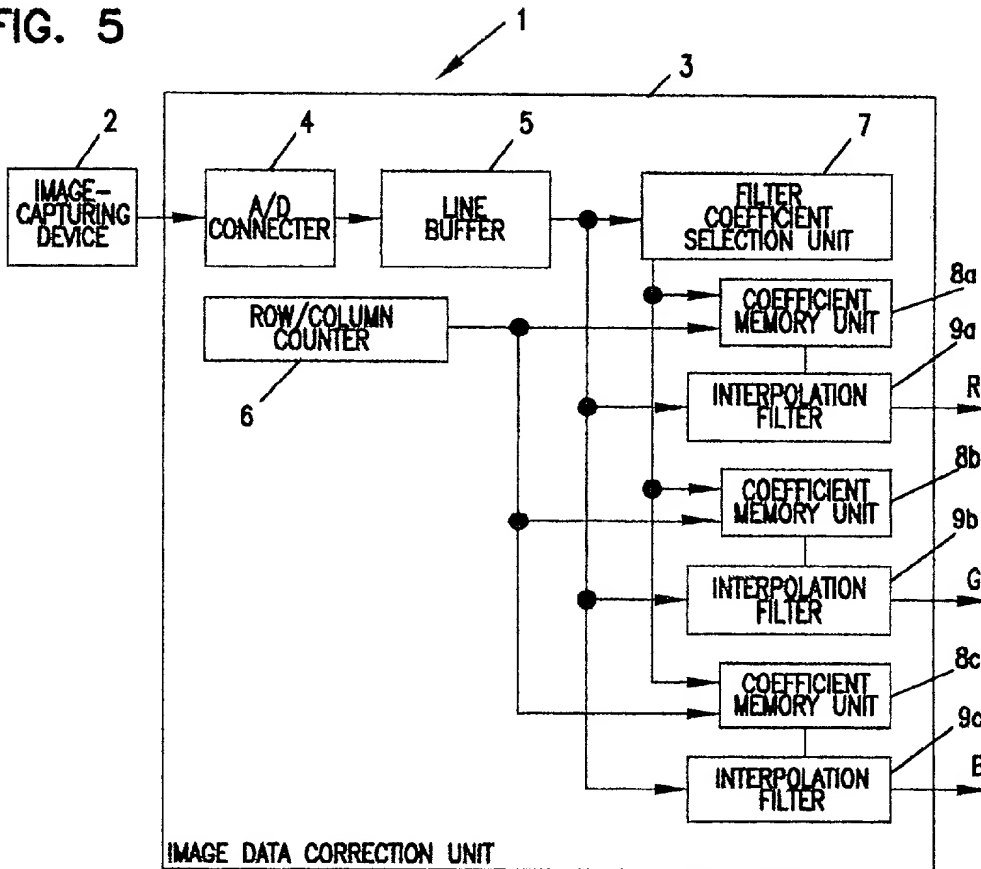 FIG. 5
1
3
2
4
5
7
IMAGE-
CAPTURING
DEVICE
A/D
CONNECTER
LINE
BUFFER
FILTER
COEFFICIENT
SELECTION UNIT
ROW/COLUMN
COUNTER
6
COEFFICIENT
MEMORY UNIT
8a
9a
INTERPOLATION
FILTER
R
COEFFICIENT
MEMORY UNIT
8b
9b
INTERPOLATION
FILTER
G
COEFFICIENT
MEMORY UNIT
8c
9c
INTERPOLATION
FILTER
B
IMAGE DATA CORRECTION UNIT